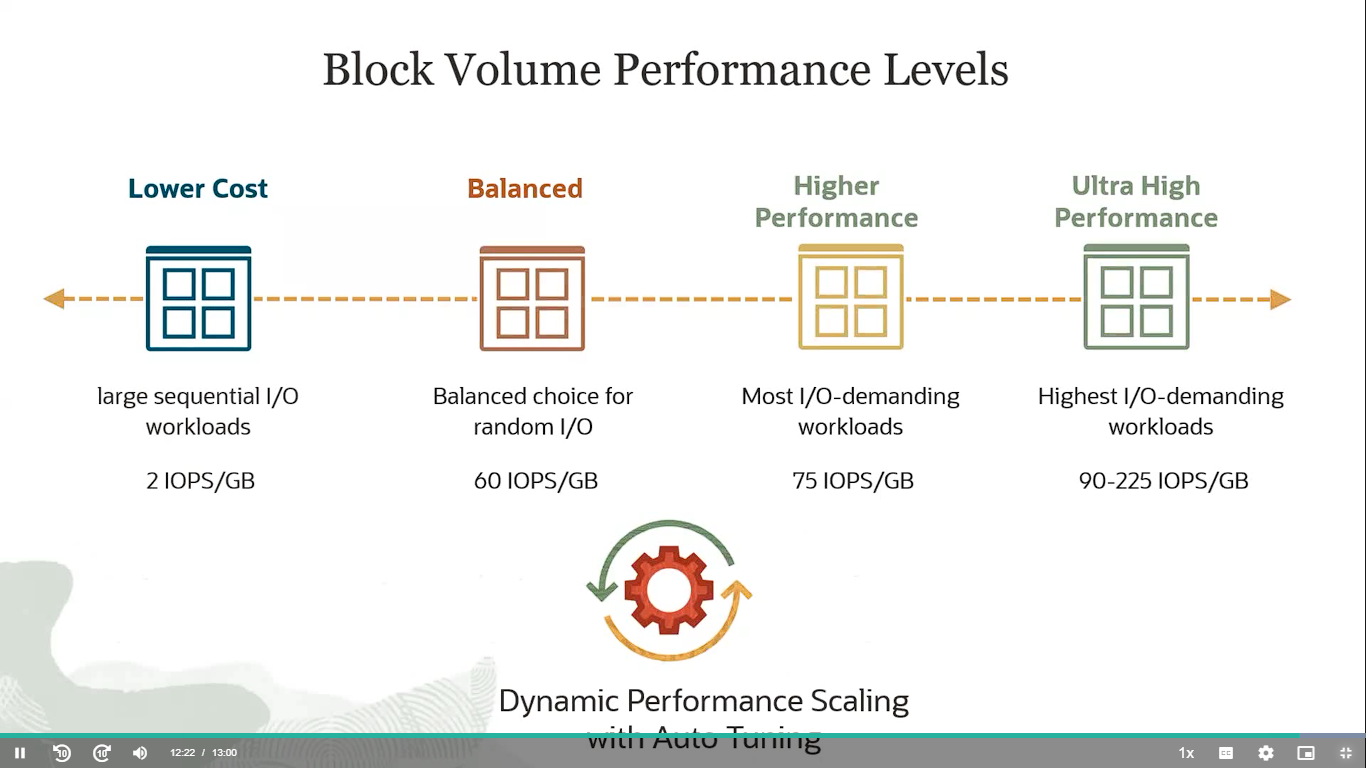 Block Volume Performance Levels
Lower Cost
Balanced
Higher
Performance
Ultra High
Performance
large sequential I/O
workloads
Balanced choice for
random I/O
Most I/O-demanding
workloads
Highest I/O-demanding
workloads
2 IOPS/GB
60 IOPS/GB
75 IOPS/GB
90-225 IOPS/GB
Dynamic Performance Scaling
with Auto Tuning
10
10
12:22 / 13:00
1x
CC